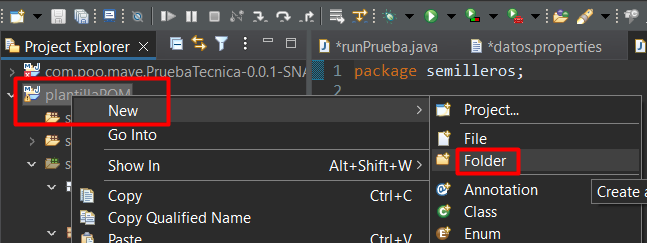 Project Explorer
*runPrueba.java
*datos.properties
com.poo.mave.PruebaTecnica-0.0.1-SNA
1 package semilleros;
2
plantillaPOM
New
Project...
Go Into
File
Show In Alt+Shift+W
Folder
Copy Ctrl+C
Annotation
Create a
Copy Qualified Name
Class
Paste Ctrl+V
Enum